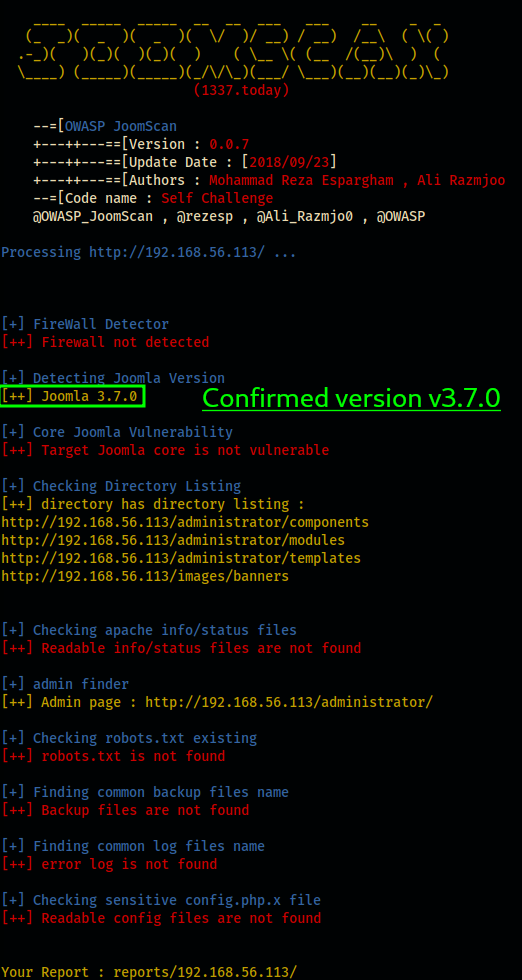 (1337.today)
--=[OWASP JoomScan
+---++---==[Version : 0.0.7
+---++---==[Update Date : [2018/09/23]
+---++---==[Authors : Mohammad Reza Espargham , Ali Razmjoo
--=[Code name : Self Challenge
@OWASP_JoomScan , @rezesp , @Ali_Razmjo0 , @OWASP
Processing http://192.168.56.113/ ...
[+] FireWall Detector
[++] Firewall not detected
[+] Detecting Joomla Version
[++] Joomla 3.7.0
Confirmed version v3.7.0
[+] Core Joomla Vulnerability
[++] Target Joomla core is not vulnerable
[+] Checking Directory Listing
[++] directory has directory listing :
http://192.168.56.113/administrator/components
http://192.168.56.113/administrator/modules
http://192.168.56.113/administrator/templates
http://192.168.56.113/images/banners
[+] Checking apache info/status files
[++] Readable info/status files are not found
[+] admin finder
[++] Admin page : http://192.168.56.113/administrator/
[+] Checking robots.txt existing
[++] robots.txt is not found
[+] Finding common backup files name
[++] Backup files are not found
[+] Finding common log files name
[++] error log is not found
[+] Checking sensitive config.php.x file
[++] Readable config files are not found
Your Report : reports/192.168.56.113/